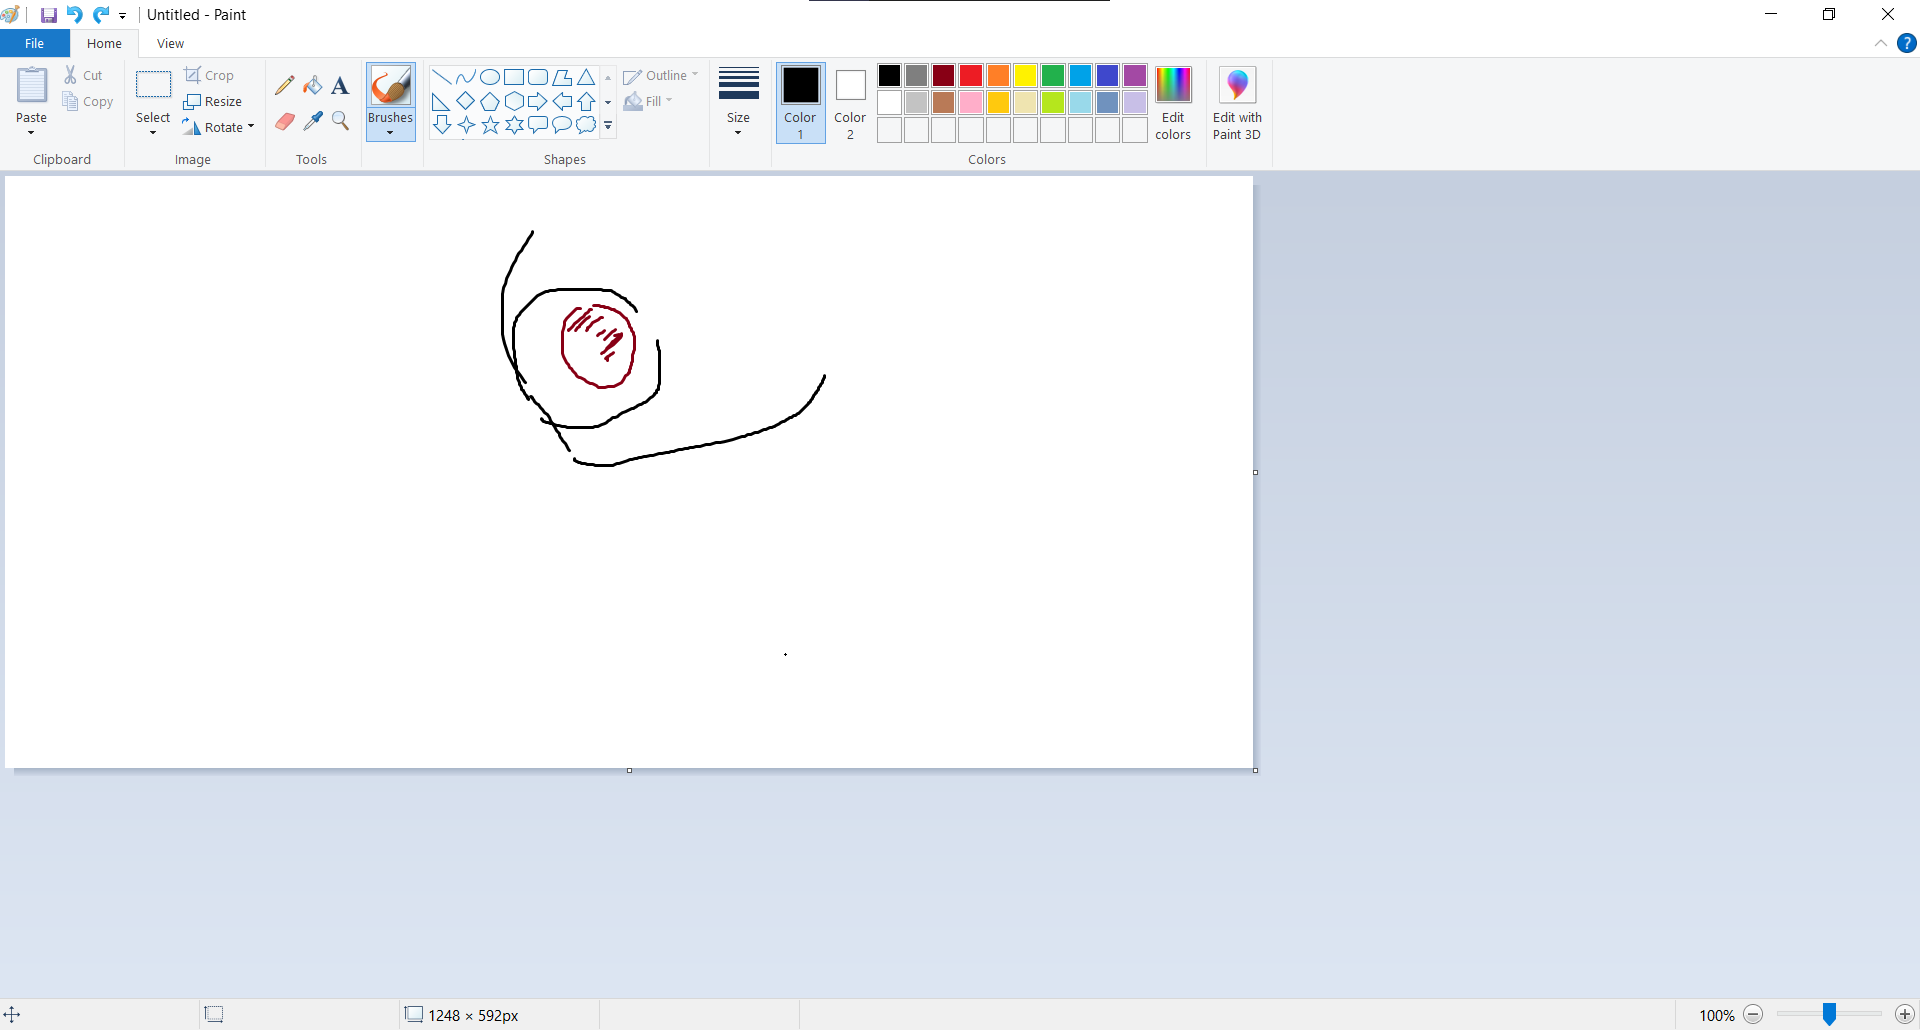 Untitled - Paint
File Home View
Paste Cut Copy
Clipboard
Select Crop Resize Rotate
Image
A
Tools
Brushes
Outline Fill
Shapes
Size
Color 1
Color 2
Edit colors
Colors
Edit with Paint 3D
?
1248 × 592px
100%